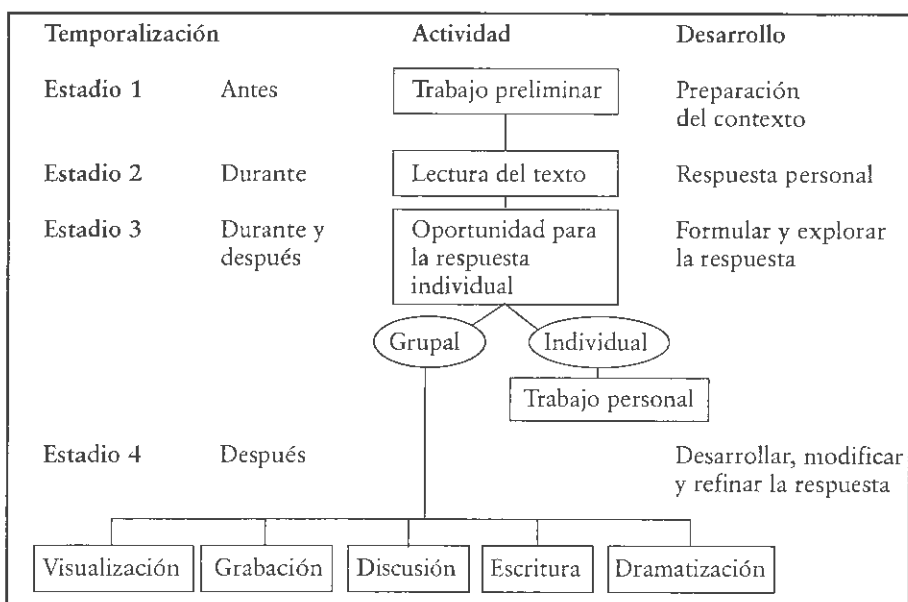 Temporalización Actividad Desarrollo
Estadio 1 Antes Trabajo preliminar Preparación
del contexto
Estadio 2 Durante Lectura del texto Respuesta personal
Estadio 3 Durante y Oportunidad para Formular y explorar
después la respuesta la respuesta
individual
Grupal Individual
Trabajo personal
Estadio 4 Después Desarrollar, modificar
y refinar la respuesta
Visualización Grabación Discusión Escritura Dramatización